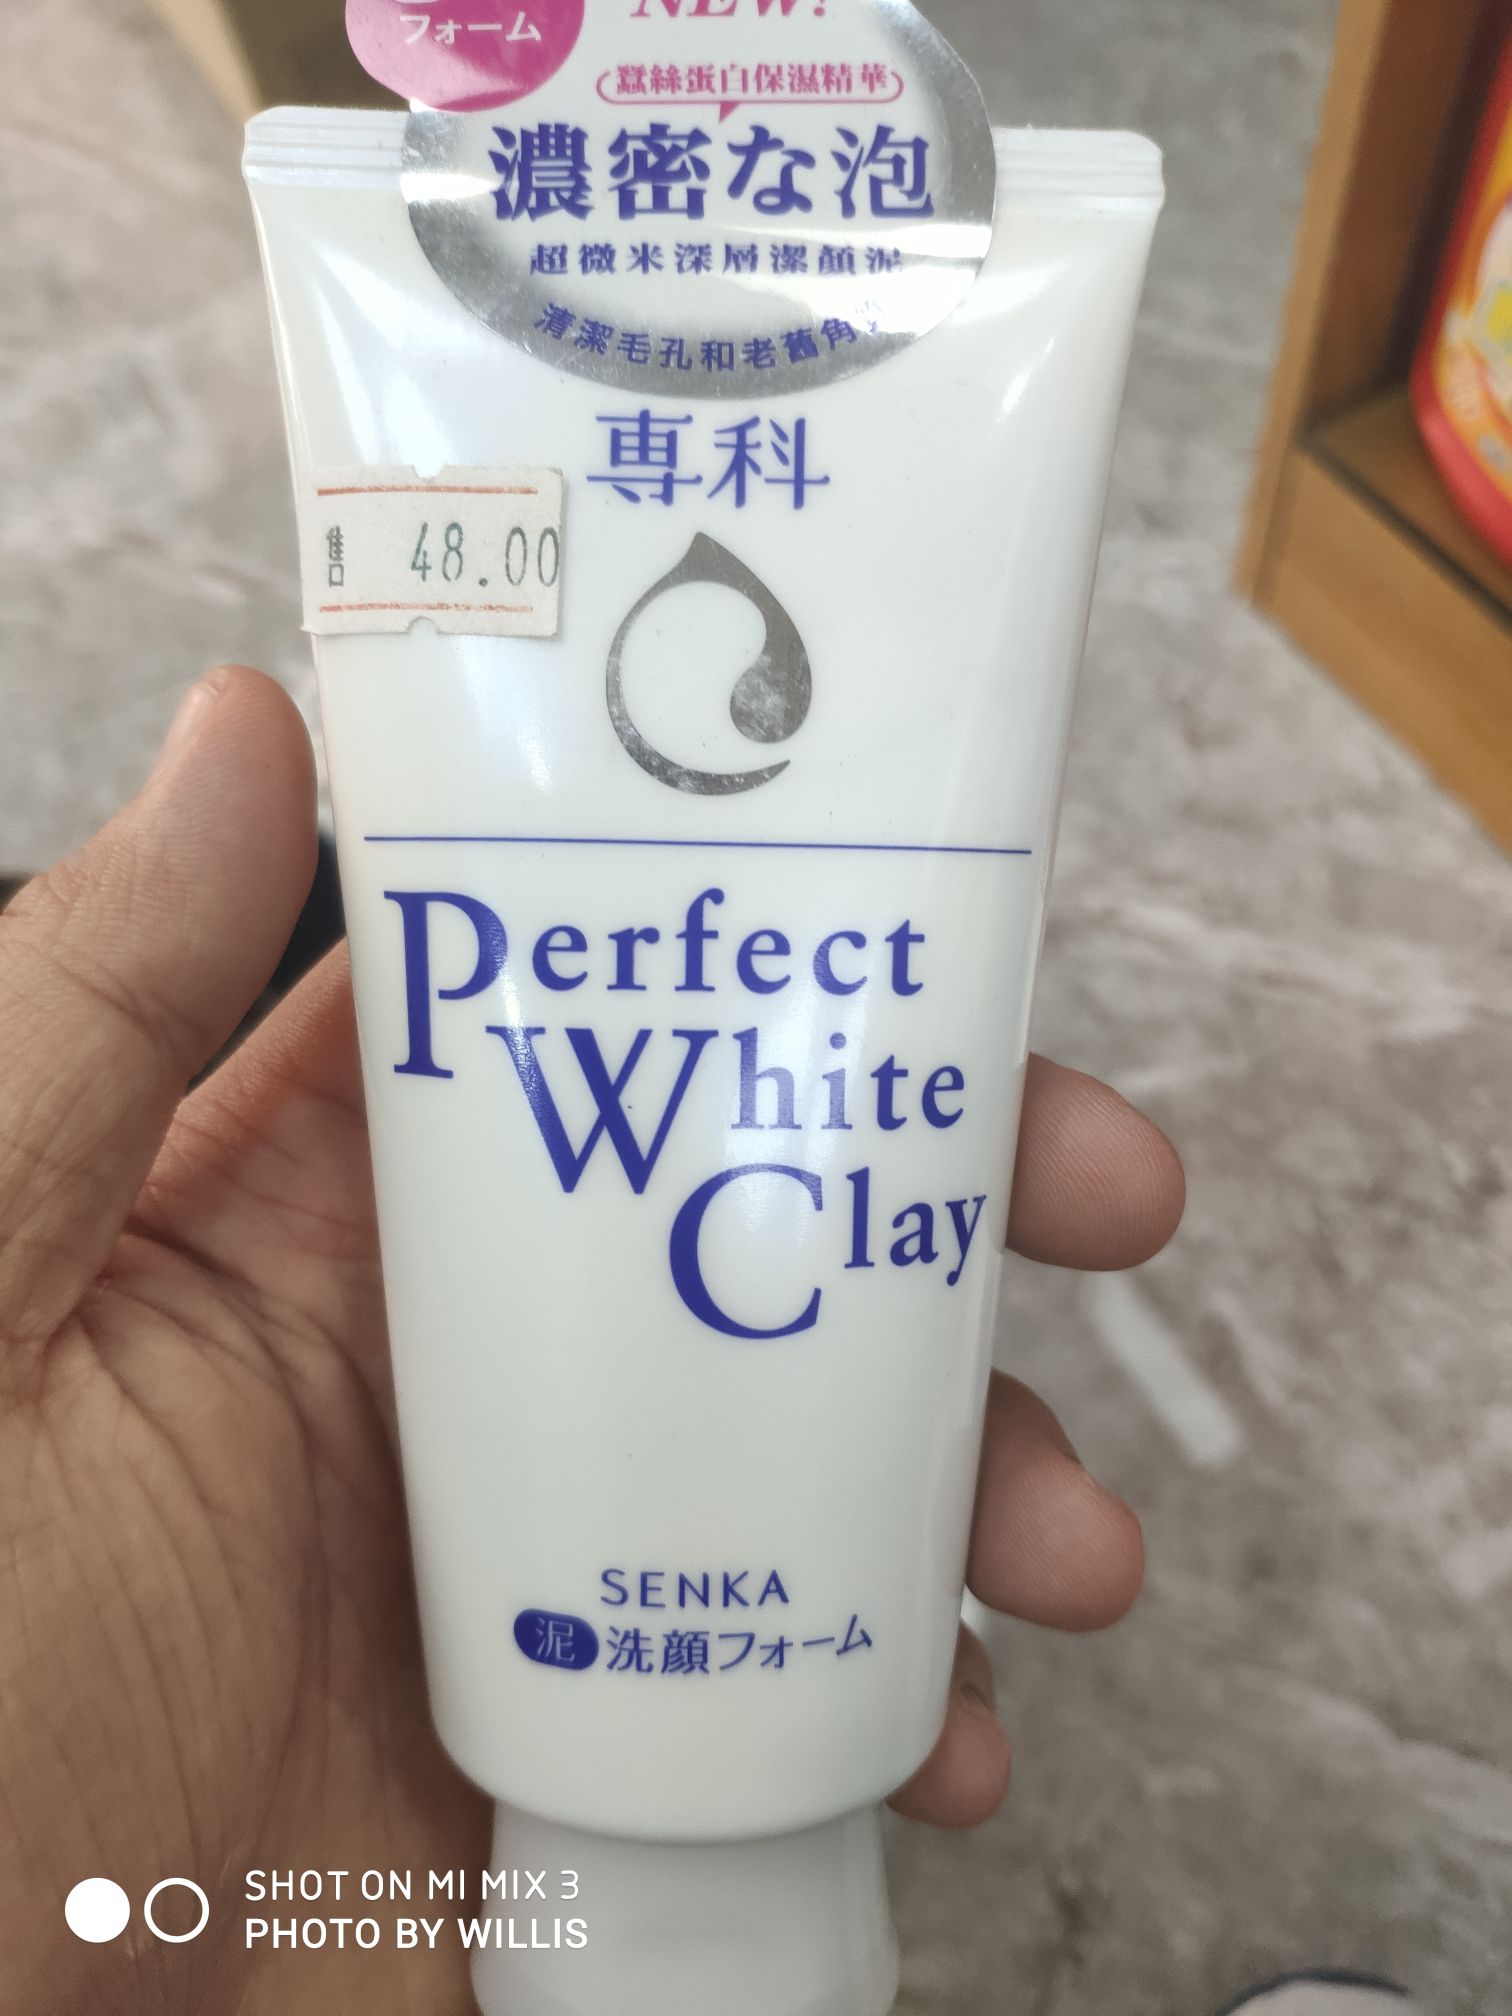 フォーム
NEW!
蠶絲蛋白保濕精華
濃密な泡
超微米深層潔顏泥
清潔毛孔和老舊角質
専科
售 48.00
Perfect
White
Clay
SENKA
泥 洗顔フォーム
SHOT ON MI MIX 3
PHOTO BY WILLIS